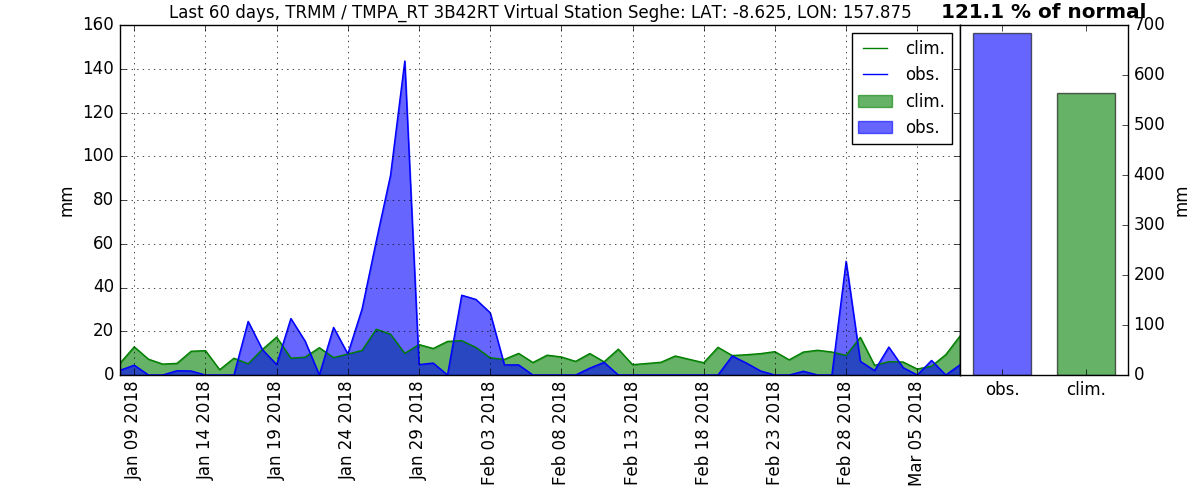 Last 60 days, TRMM / TMPA_RT 3B42RT Virtual Station Seghe: LAT: -8.625, LON: 157.875
121.1 % of normal
160
140
120
100
80
60
40
20
0
mm
clim.
obs.
clim.
obs.
700
600
500
400
300
200
100
0
mm
Jan 09 2018
Jan 14 2018
Jan 19 2018
Jan 24 2018
Jan 29 2018
Feb 03 2018
Feb 08 2018
Feb 13 2018
Feb 18 2018
Feb 23 2018
Feb 28 2018
Mar 05 2018
obs.
clim.